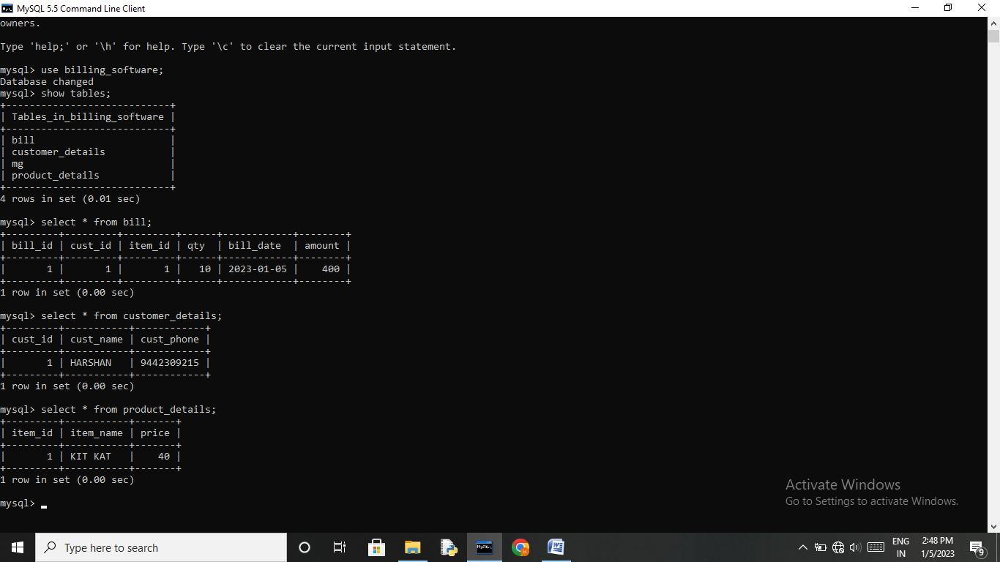 MySQL 5.5 Command Line Client
owners.
Type 'help;' or '\h' for help. Type '\c' to clear the current input statement.
mysql> use billing_software;
Database changed
mysql> show tables;
+----------------------------+
| Tables_in_billing_software |
+----------------------------+
| bill                       |
| customer_details           |
| mg                         |
| product_details            |
+----------------------------+
4 rows in set (0.01 sec)
mysql> select * from bill;
+---------+---------+---------+------+------------+--------+
| bill_id | cust_id | item_id | qty  | bill_date  | amount |
+---------+---------+---------+------+------------+--------+
|       1 |       1 |       1 |   10 | 2023-01-05 |    400 |
+---------+---------+---------+------+------------+--------+
1 row in set (0.00 sec)
mysql> select * from customer_details;
+---------+-----------+------------+
| cust_id | cust_name | cust_phone |
+---------+-----------+------------+
|       1 | HARSHAN   | 9442309215 |
+---------+-----------+------------+
1 row in set (0.00 sec)
mysql> select * from product_details;
+---------+-----------+-------+
| item_id | item_name | price |
+---------+-----------+-------+
|       1 | KIT KAT   |    40 |
+---------+-----------+-------+
1 row in set (0.00 sec)
mysql> _
Activate Windows
Go to Settings to activate Windows.
Type here to search
MySQL
W
ENG
IN
2:48 PM
1/5/2023
9